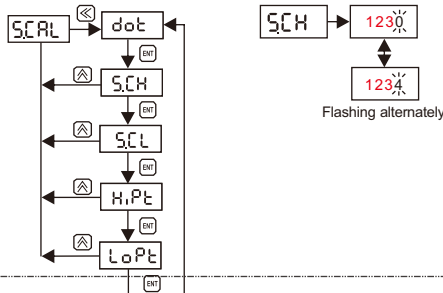 S.CAL
dot
ENT
S.CH
ENT
S.CL
ENT
Hi.Pt
ENT
LoPt
ENT
S.CH
1230
1234
Flashing alternately